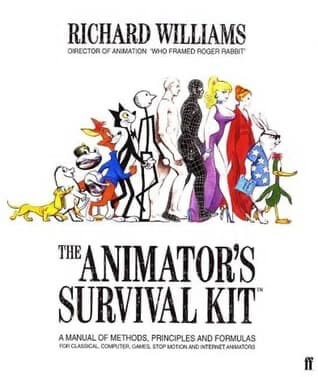 RICHARD WILLIAMS
DIRECTOR OF ANIMATION 'WHO FRAMED ROGER RABBIT'
THE ANIMATOR'S
SURVIVAL KIT™
A MANUAL OF METHODS, PRINCIPLES AND FORMULAS
FOR CLASSICAL, COMPUTER, GAMES, STOP MOTION AND INTERNET ANIMATORS
ff